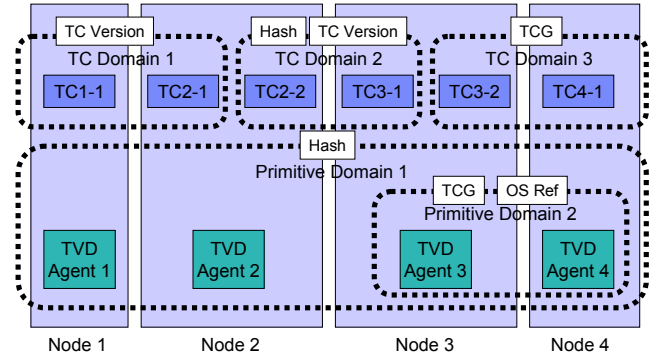 TC Version
Hash
TC Version
TCG
TC Domain 1
TC Domain 2
TC Domain 3
TC1-1
TC2-1
TC2-2
TC3-1
TC3-2
TC4-1
Hash
Primitive Domain 1
TCG
OS Ref
Primitive Domain 2
TVD
Agent 1
TVD
Agent 2
TVD
Agent 3
TVD
Agent 4
Node 1
Node 2
Node 3
Node 4